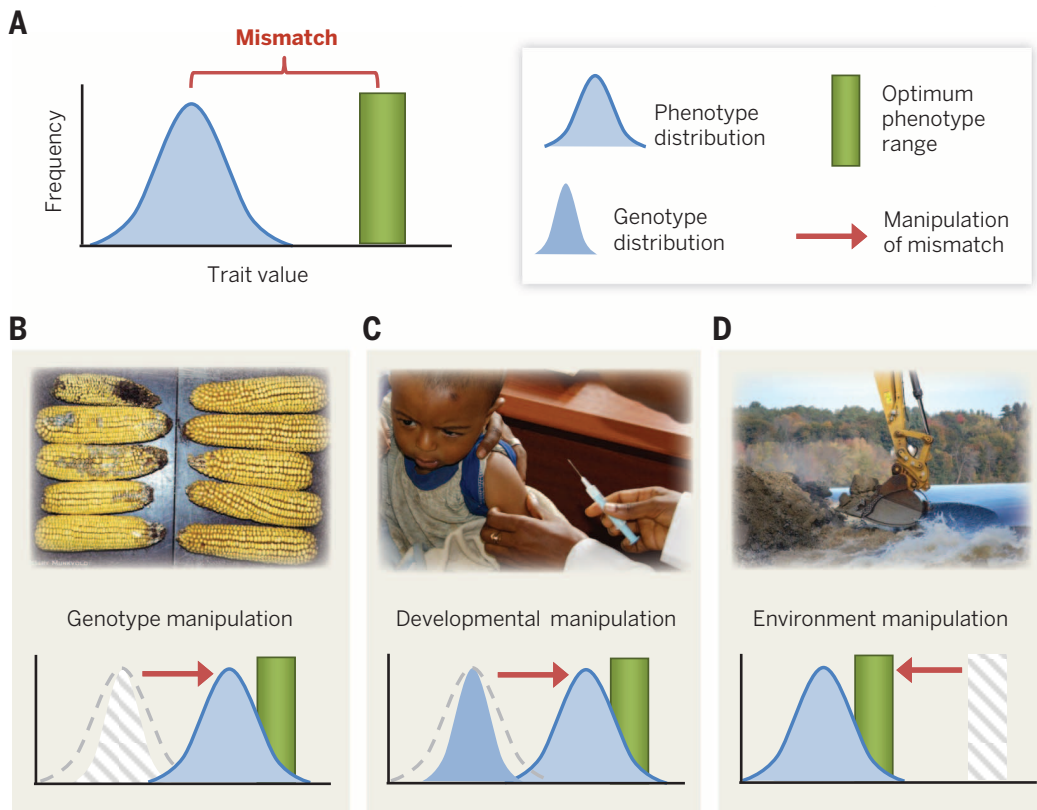 A
Mismatch
Frequency
Trait value
Phenotype
distribution
Optimum
phenotype
range
Genotype
distribution
Manipulation
of mismatch
B
Genotype manipulation
C
Developmental manipulation
D
Environment manipulation